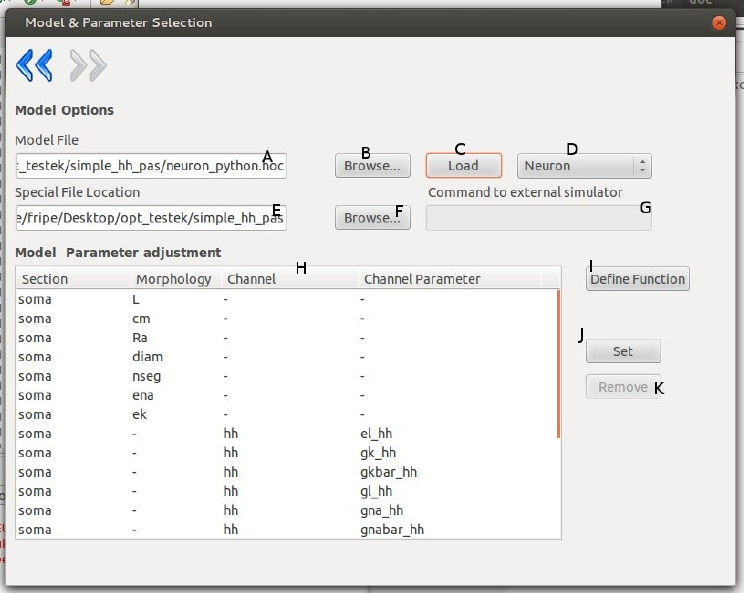 Model & Parameter Selection
Model Options
Model File
A B C D
t_testek/simple_hh_pas/neuron_python.hoc Browse... Load Neuron
Special File Location Command to external simulator
E F G
e/fripe/Desktop/opt_testek/simple_hh_pas Browse...
Model Parameter adjustment
H I
Section Morphology Channel Channel Parameter Define Function
soma L - -
soma cm - -
J
soma Ra - -
Set
soma diam - -
soma nseg - -
Remove K
soma ena - -
soma ek - -
soma - hh el_hh
soma - hh gk_hh
soma - hh gkbar_hh
soma - hh gl_hh
soma - hh gna_hh
soma - hh gnabar_hh